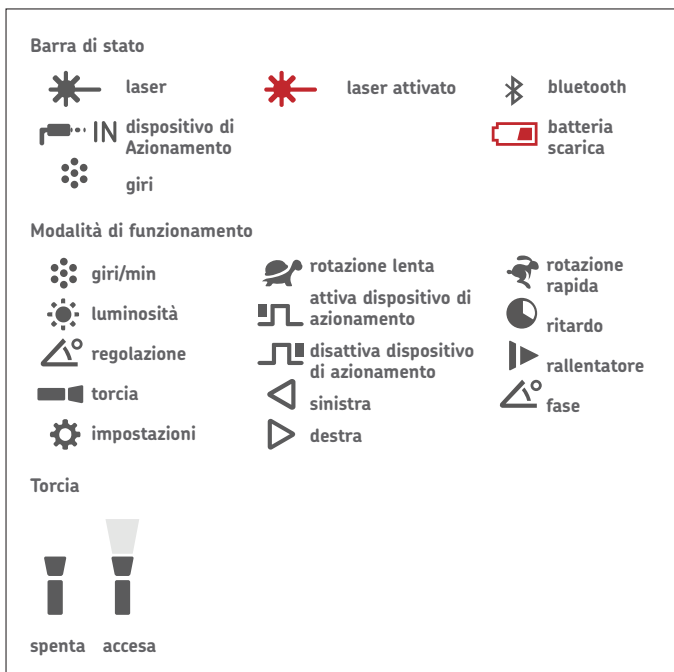 Barra di stato
laser
laser attivato
bluetooth
IN
dispositivo di
Azionamento
batteria
scarica
giri
Modalità di funzionamento
giri/min
rotazione lenta
rotazione
rapida
luminosità
attiva dispositivo di
azionamento
ritardo
regolazione
disattiva dispositivo
di azionamento
rallentatore
torcia
sinistra
fase
impostazioni
destra
Torcia
spenta
accesa